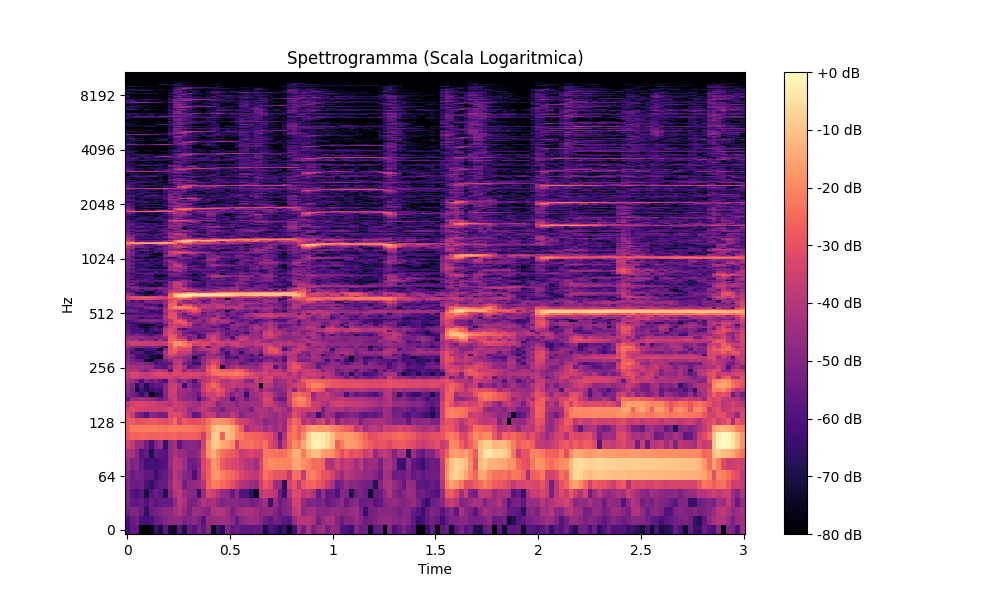 Spettrogramma (Scala Logaritmica)
8192
4096
2048
1024
512
256
128
64
0
Hz
0
0.5
1
1.5
2
2.5
3
Time
+0 dB
-10 dB
-20 dB
-30 dB
-40 dB
-50 dB
-60 dB
-70 dB
-80 dB